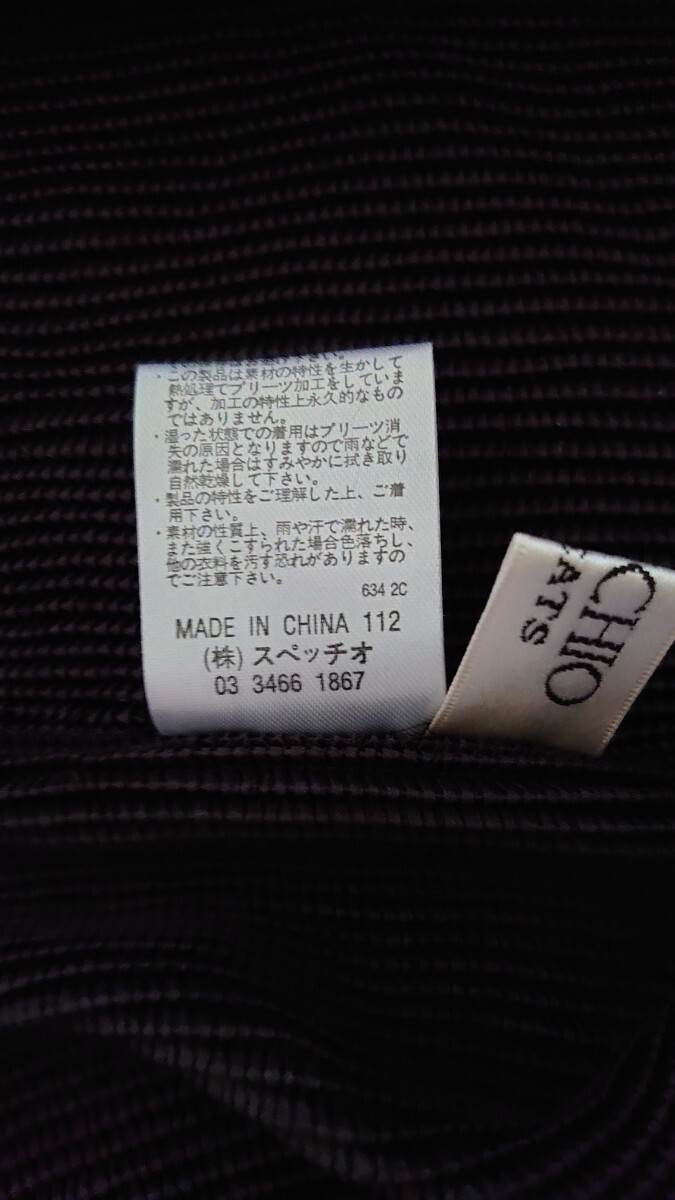 ・この製品は素材の特性を生かして
熱処理でプリーツ加工をしていま
すが、加工の特性上永久的なもの
ではありません。
・湿った状態での着用はプリーツ消
失の原因となりますので雨などで
濡れた場合はすみやかに拭き取り
自然乾燥して下さい。
・製品の特性をご理解した上、ご着
用下さい。
・素材の性質上、雨や汗で濡れた時、
また強くこすられた場合色落ちし、
他の衣料を汚す恐れがありますの
でご注意下さい。
634 2C
MADE IN CHINA 112
(株) スペッチオ
03 3466 1867
CHIO
ATS